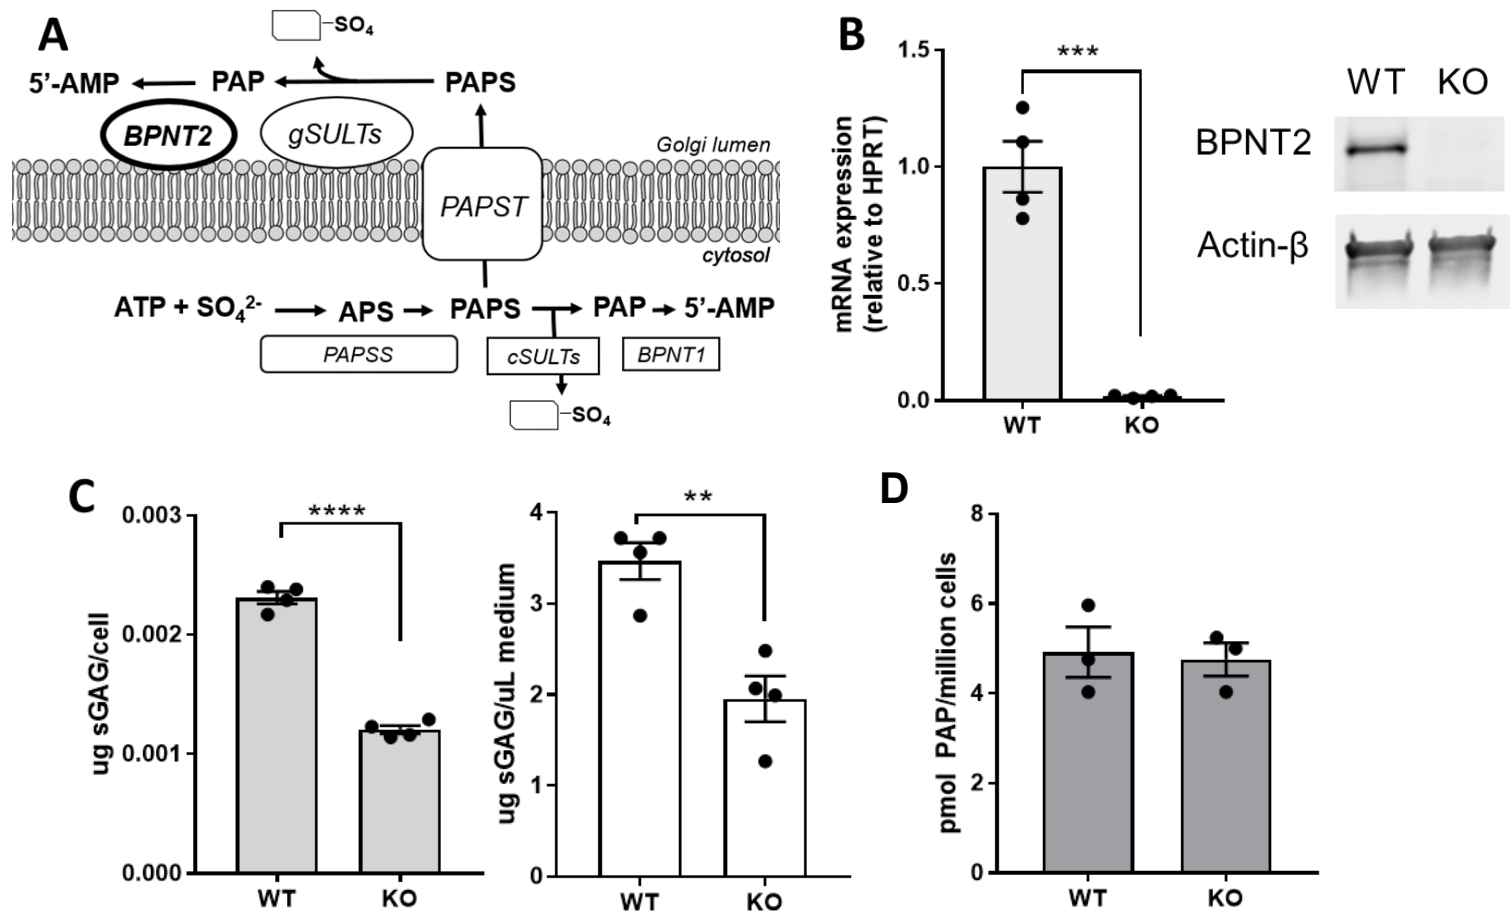 A
–SO₄
5’-AMP
PAP
PAPS
BPNT2
gSULTs
Golgi lumen
PAPST
cytosol
ATP + SO₄²⁻
APS
PAPS
PAP
5’-AMP
PAPSS
cSULTs
BPNT1
–SO₄
B
mRNA expression
(relative to HPRT)
1.5
1.0
0.5
0.0
***
WT
KO
WT KO
BPNT2
Actin-β
C
ug sGAG/cell
0.003
0.002
0.001
0.000
****
WT
KO
ug sGAG/uL medium
4
3
2
1
0
**
WT
KO
D
pmol PAP/million cells
8
6
4
2
0
WT
KO